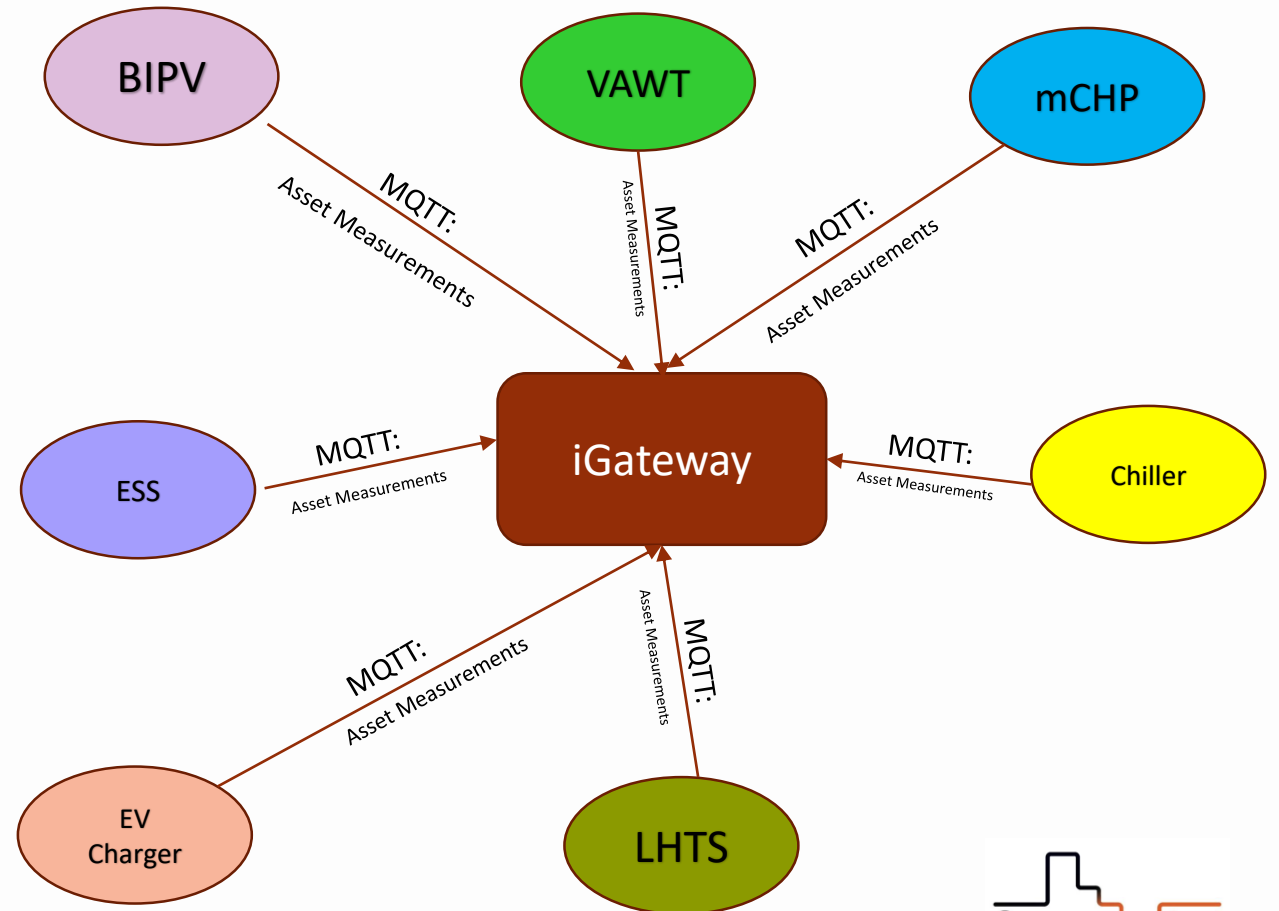 BIPV
VAWT
mCHP
MQTT:
Asset Measurements
MQTT:
Asset Measurements
MQTT:
Asset Measurements
iGateway
ESS
MQTT:
Asset Measurements
MQTT:
Asset Measurements
Chiller
MQTT:
Asset Measurements
MQTT:
Asset Measurements
EV
Charger
LHTS